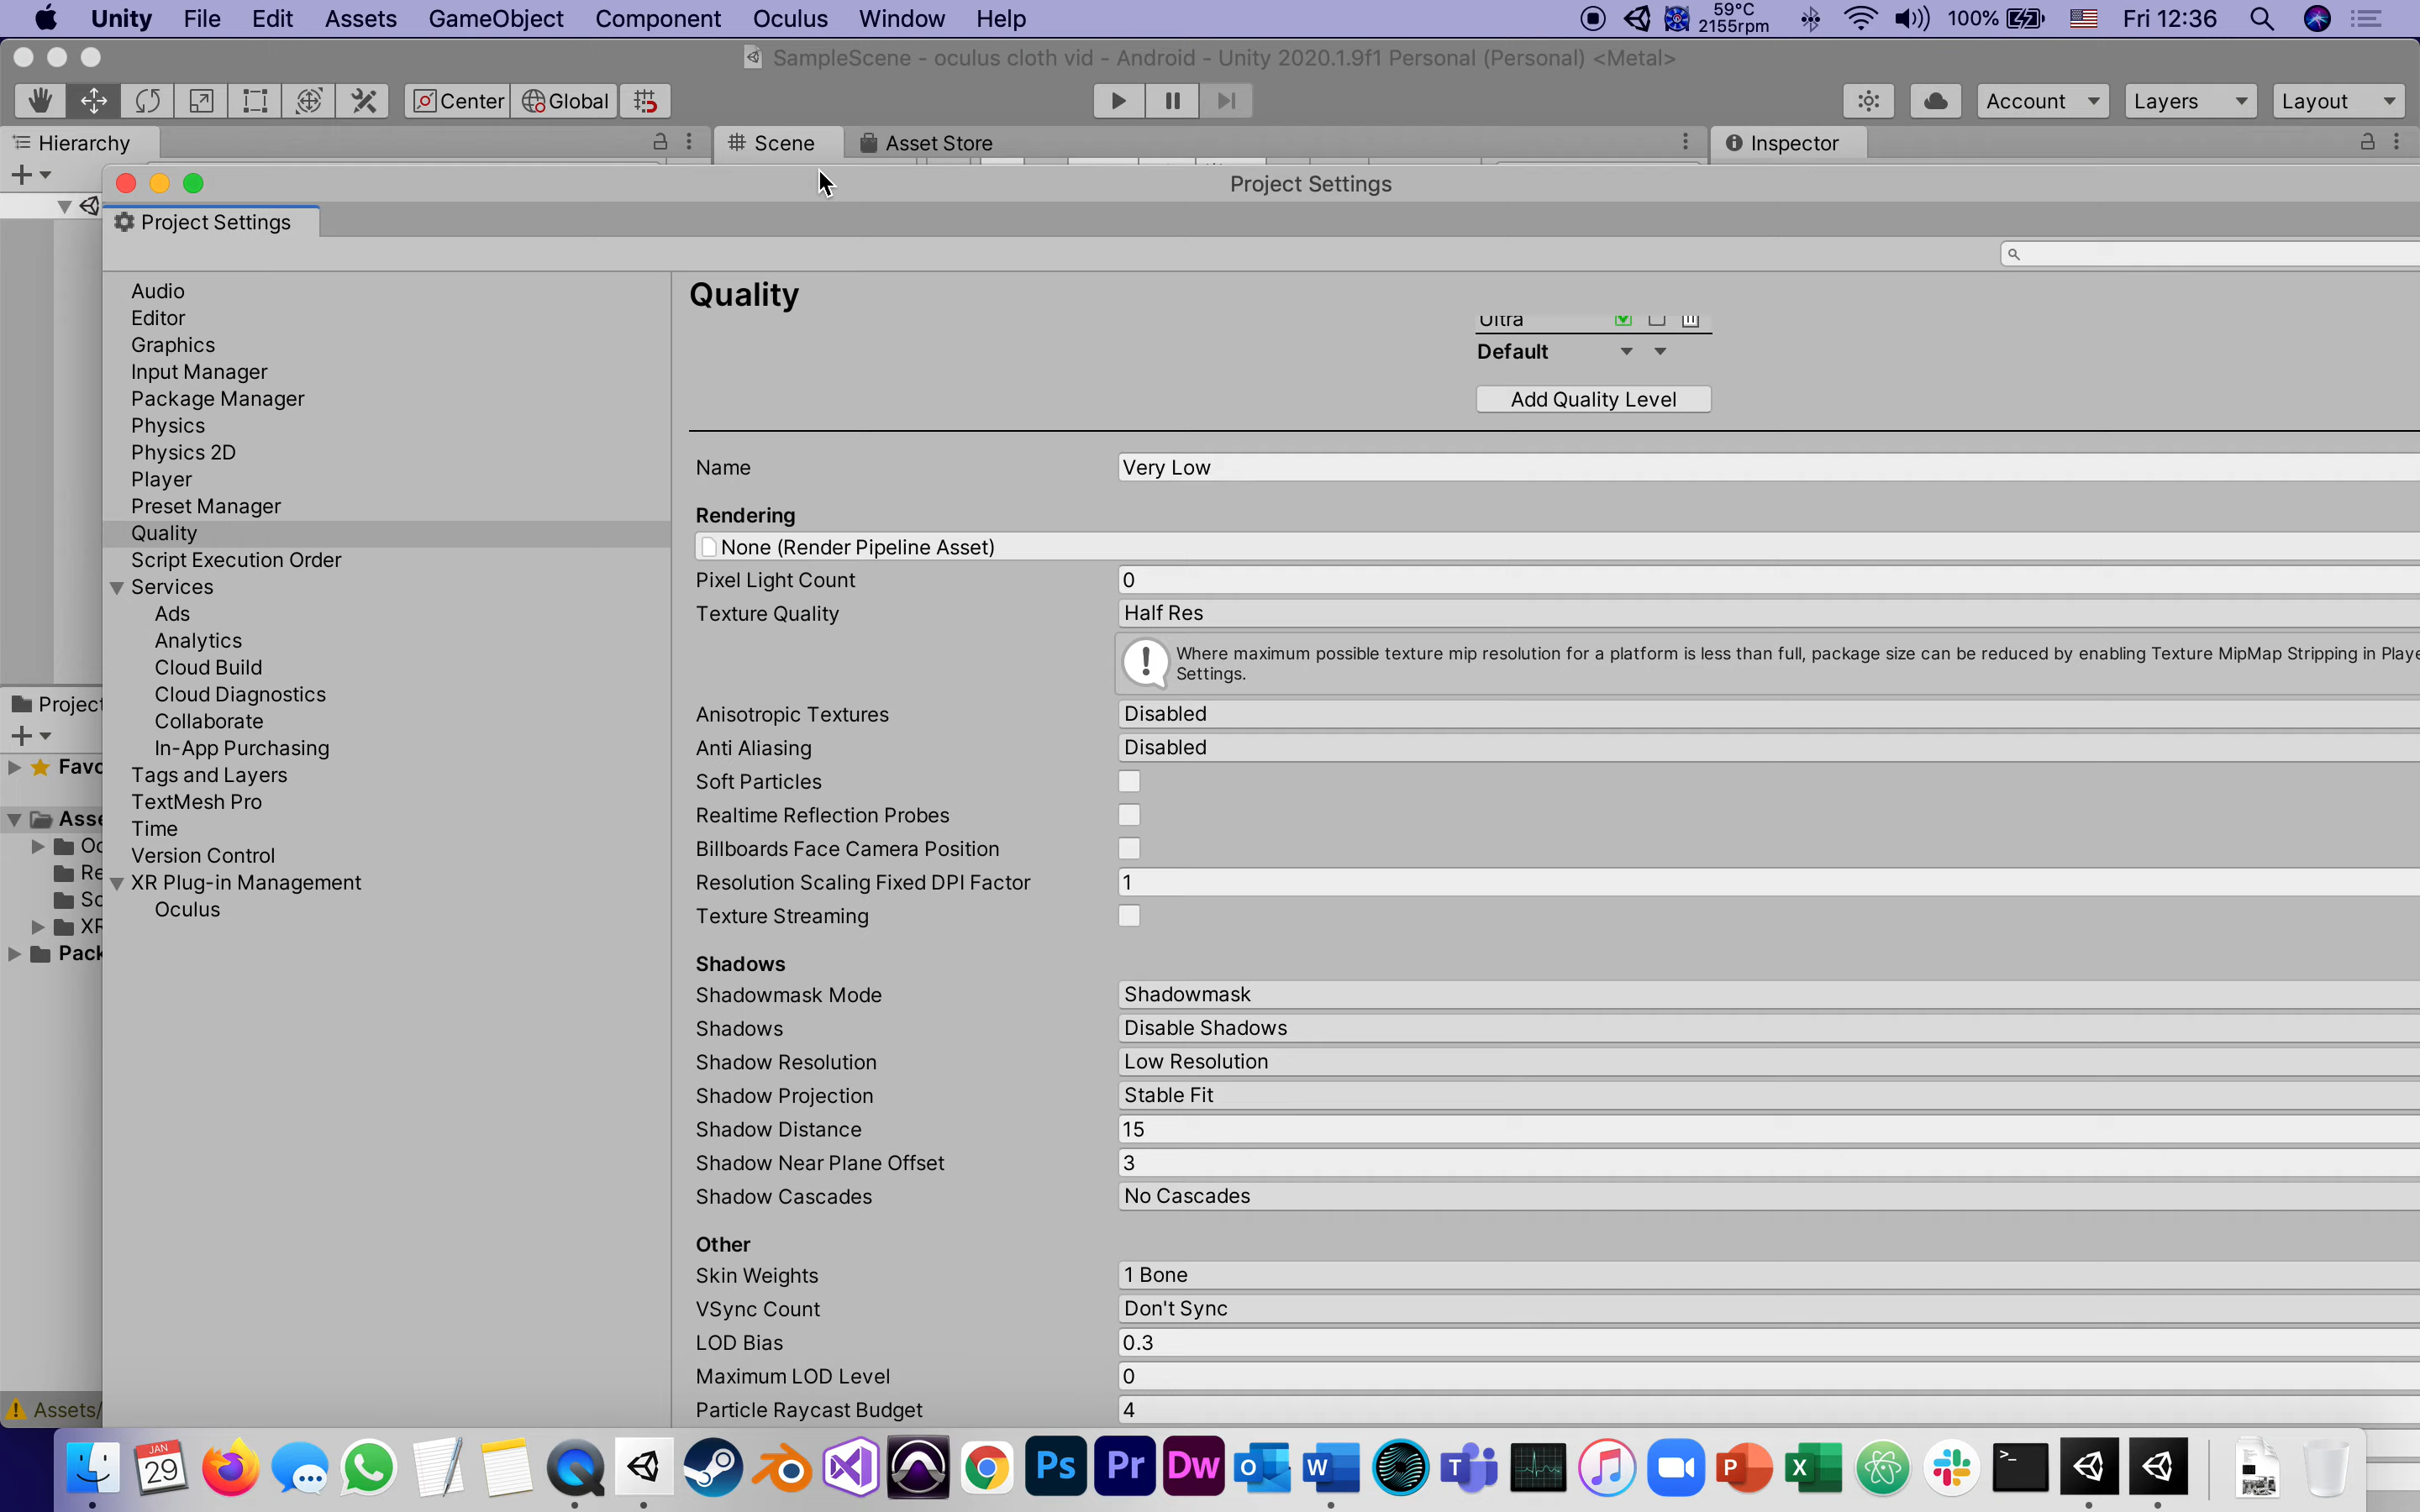 Unity File Edit Assets GameObject Component Oculus Window Help 59°C 2155rpm 100% Fri 12:36
SampleScene - oculus cloth vid - Android - Unity 2020.1.9f1 Personal (Personal) <Metal>
Center Global Account Layers Layout
Hierarchy Scene Asset Store Inspector
Project Settings
Project Settings
Audio
Editor
Graphics
Input Manager
Package Manager
Physics
Physics 2D
Player
Preset Manager
Quality
Script Execution Order
Services
Ads
Analytics
Cloud Build
Cloud Diagnostics
Collaborate
In-App Purchasing
Tags and Layers
TextMesh Pro
Time
Version Control
XR Plug-in Management
Oculus
Quality
Ultra
Default
Add Quality Level
Name Very Low
Rendering
None (Render Pipeline Asset)
Pixel Light Count 0
Texture Quality Half Res
Where maximum possible texture mip resolution for a platform is less than full, package size can be reduced by enabling Texture MipMap Stripping in Playe
Settings.
Anisotropic Textures Disabled
Anti Aliasing Disabled
Soft Particles
Realtime Reflection Probes
Billboards Face Camera Position
Resolution Scaling Fixed DPI Factor 1
Texture Streaming
Shadows
Shadowmask Mode Shadowmask
Shadows Disable Shadows
Shadow Resolution Low Resolution
Shadow Projection Stable Fit
Shadow Distance 15
Shadow Near Plane Offset 3
Shadow Cascades No Cascades
Other
Skin Weights 1 Bone
VSync Count Don't Sync
LOD Bias 0.3
Maximum LOD Level 0
Particle Raycast Budget 4
Project
Favo
Asse
Oc
Re
Sc
XR
Pack
Assets/
JAN
29
Ps Pr Dw O W T P X >_